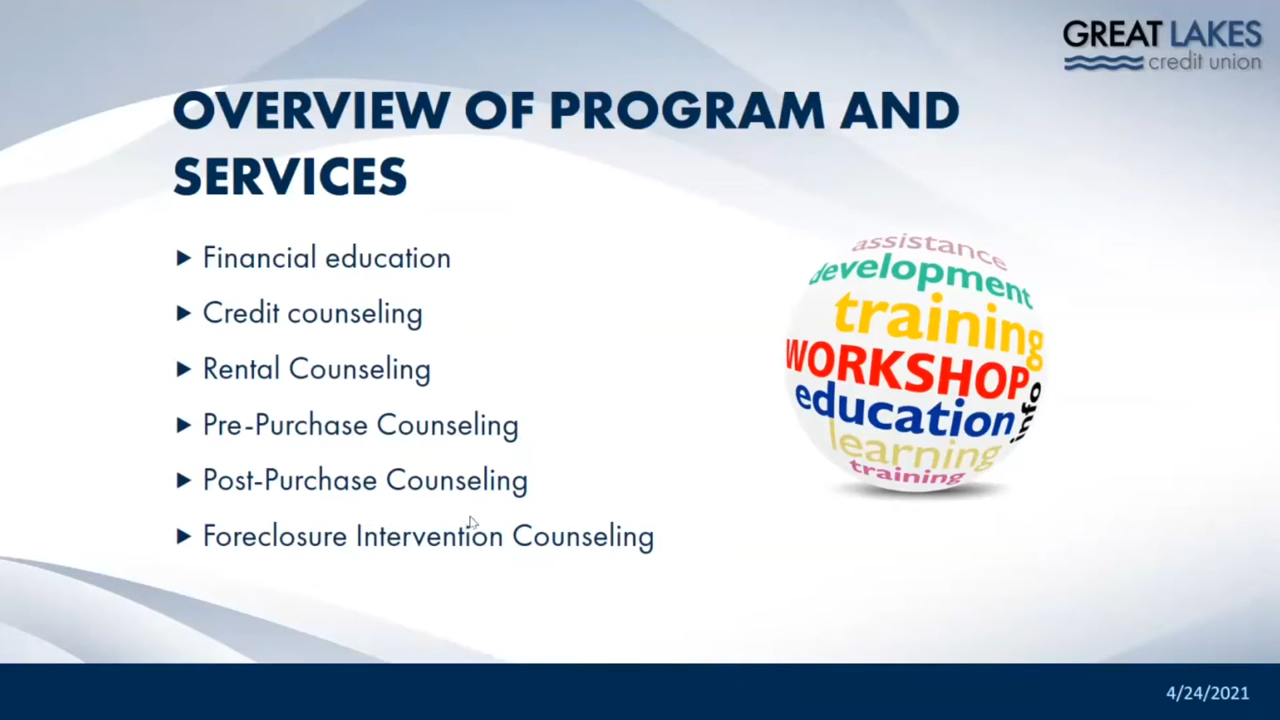 GREAT LAKES
credit union
OVERVIEW OF PROGRAM AND
SERVICES
► Financial education
► Credit counseling
► Rental Counseling
► Pre-Purchase Counseling
► Post-Purchase Counseling
► Foreclosure Intervention Counseling
assistance
development
training
WORKSHOP
education
info
learning
training
4/24/2021